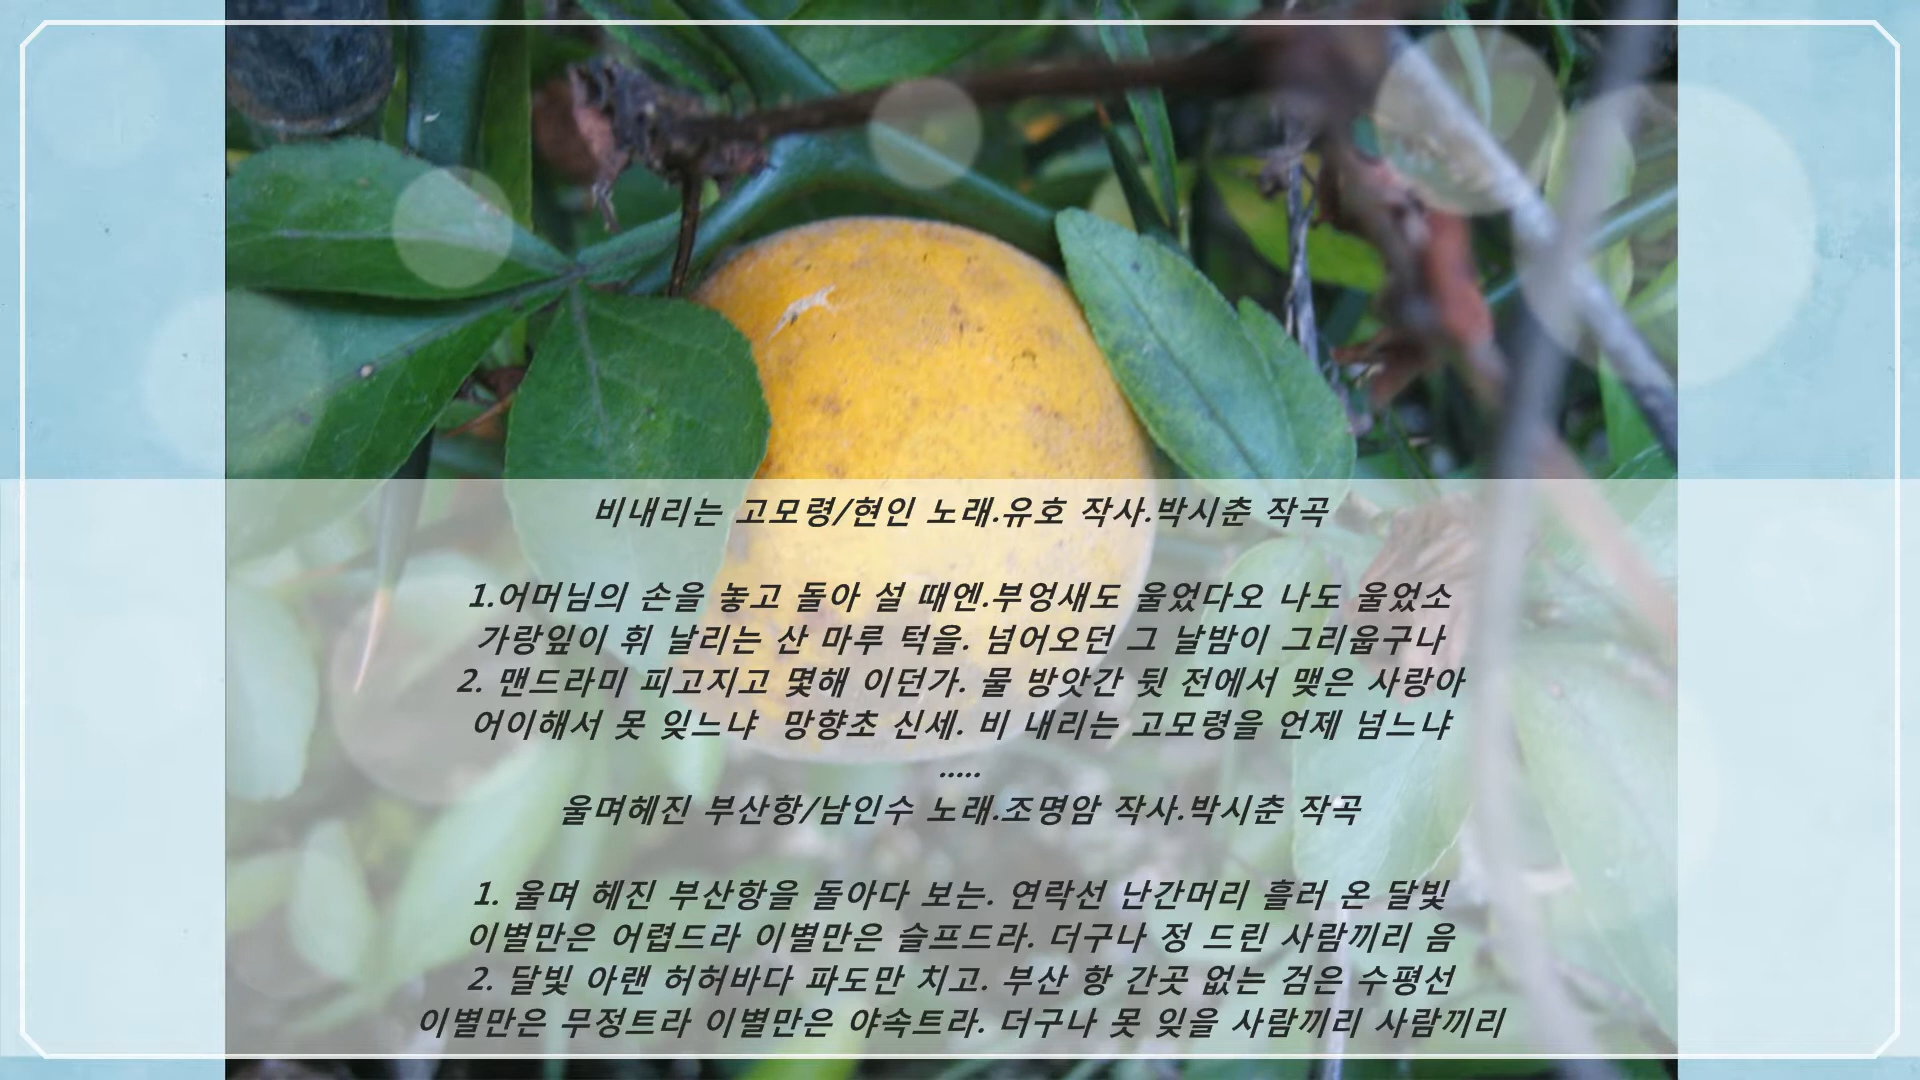 비내리는 고모령/현인 노래.유호 작사.박시춘 작곡
1.어머님의 손을 놓고 돌아 설 때엔.부엉새도 울었다오 나도 울었소
가랑잎이 휘 날리는 산 마루 턱을. 넘어오던 그 날밤이 그리웁구나
2. 맨드라미 피고지고 몇해 이던가. 물 방앗간 뒷 전에서 맺은 사랑아
어이해서 못 잊느냐  망향초 신세. 비 내리는 고모령을 언제 넘느냐
.....
울며헤진 부산항/남인수 노래.조명암 작사.박시춘 작곡
1. 울며 헤진 부산항을 돌아다 보는. 연락선 난간머리 흘러 온 달빛
이별만은 어렵드라 이별만은 슬프드라. 더구나 정 드린 사람끼리 음
2. 달빛 아랜 허허바다 파도만 치고. 부산 항 간곳 없는 검은 수평선
이별만은 무정트라 이별만은 야속트라. 더구나 못 잊을 사람끼리 사람끼리